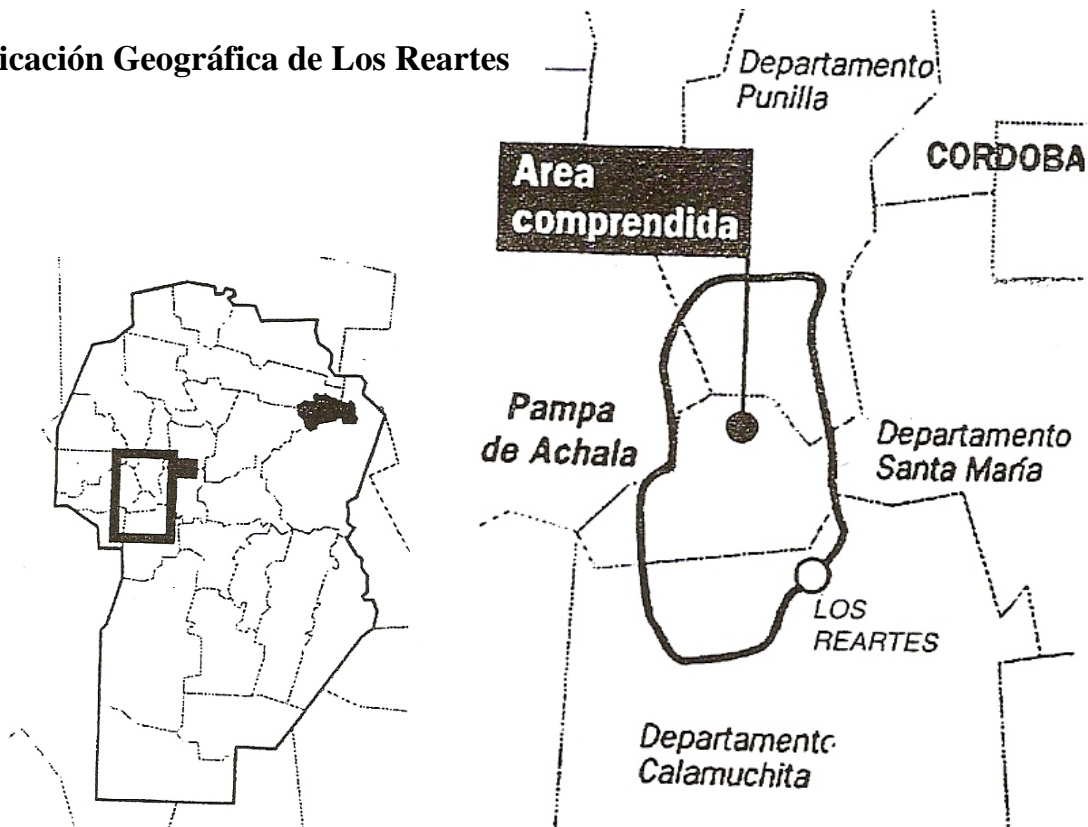 icación Geográfica de Los Reartes
Departamento
Punilla
CORDOBA
Area
comprendida
Pampa
de Achala
Departamento
Santa María
LOS
REARTES
Departamento
Calamuchita